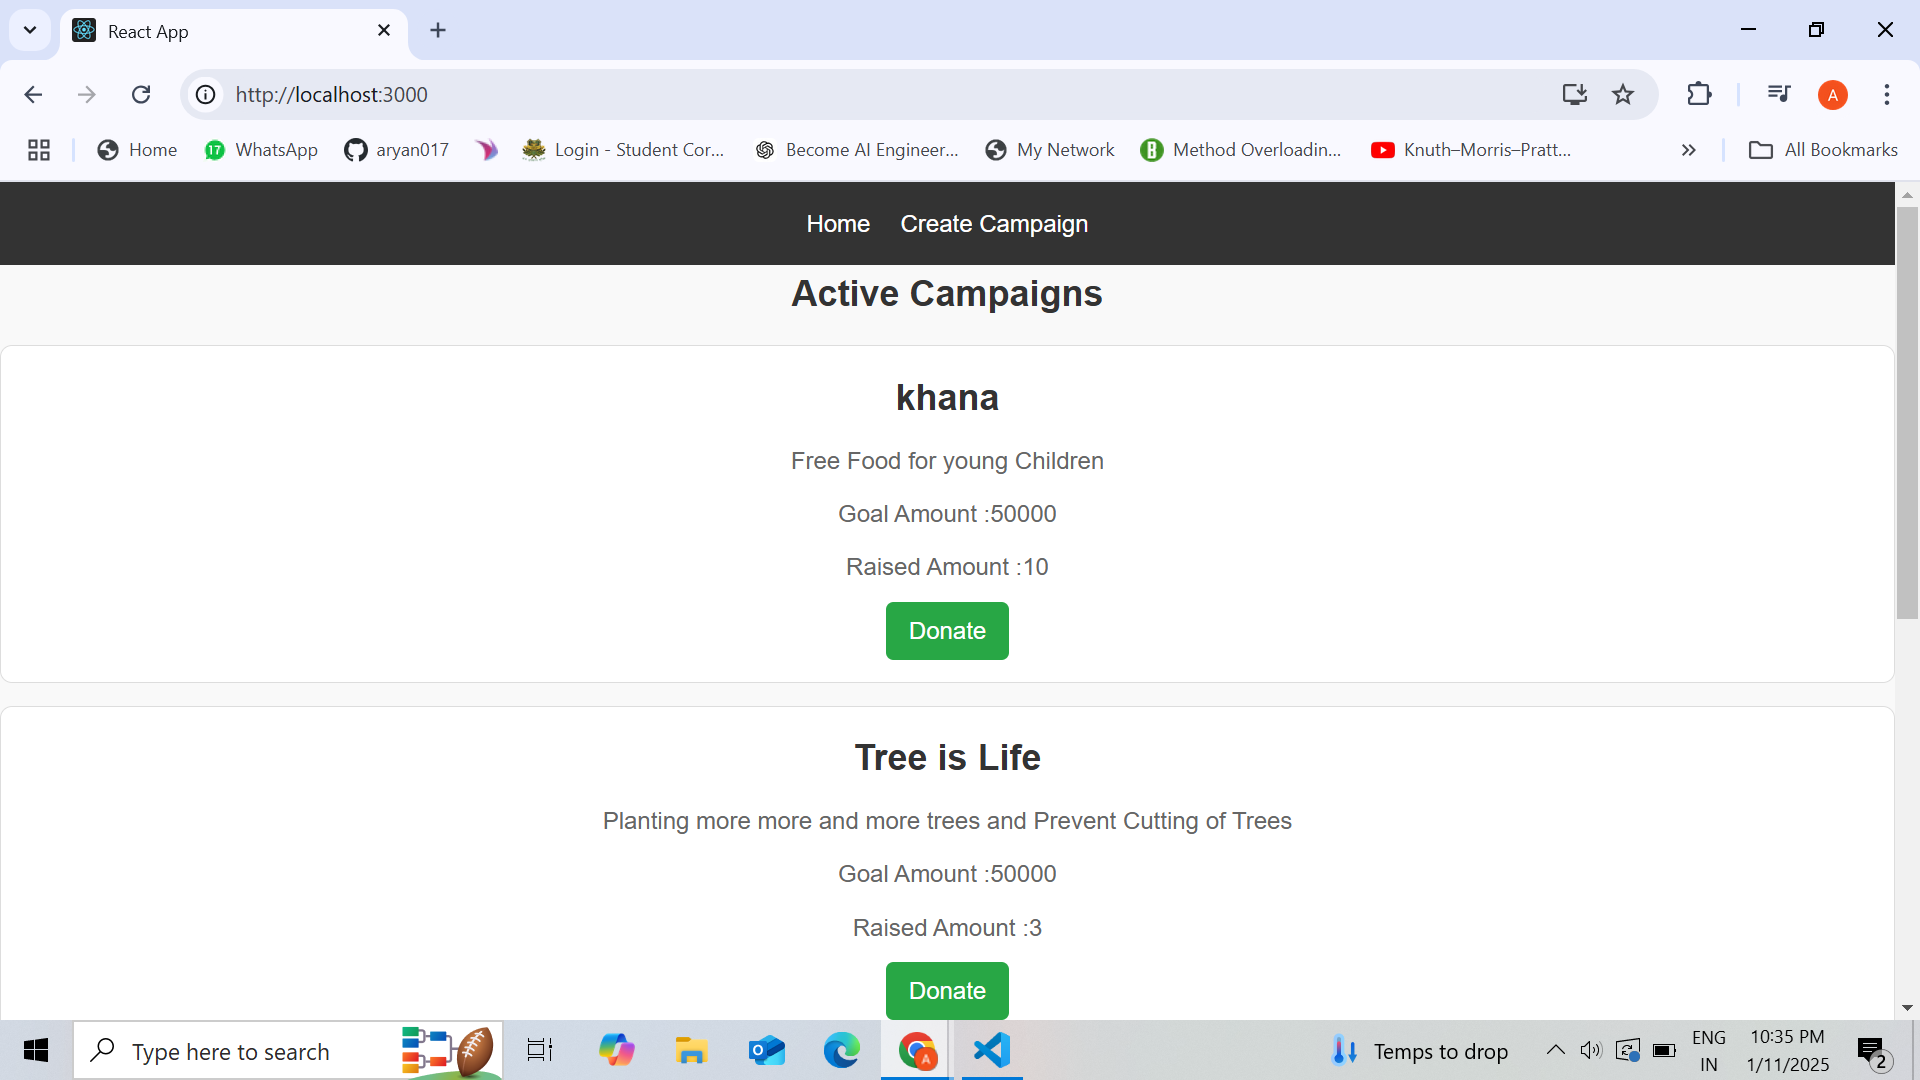 React App
http://localhost:3000
A
Home
17
WhatsApp
aryan017
Login - Student Cor...
Become AI Engineer...
My Network
B
Method Overloadin...
Knuth–Morris–Pratt...
All Bookmarks
Home Create Campaign
Active Campaigns
khana
Free Food for young Children
Goal Amount :50000
Raised Amount :10
Donate
Tree is Life
Planting more more and more trees and Prevent Cutting of Trees
Goal Amount :50000
Raised Amount :3
Donate
Type here to search
A
Temps to drop
ENG
IN
10:35 PM
1/11/2025
2